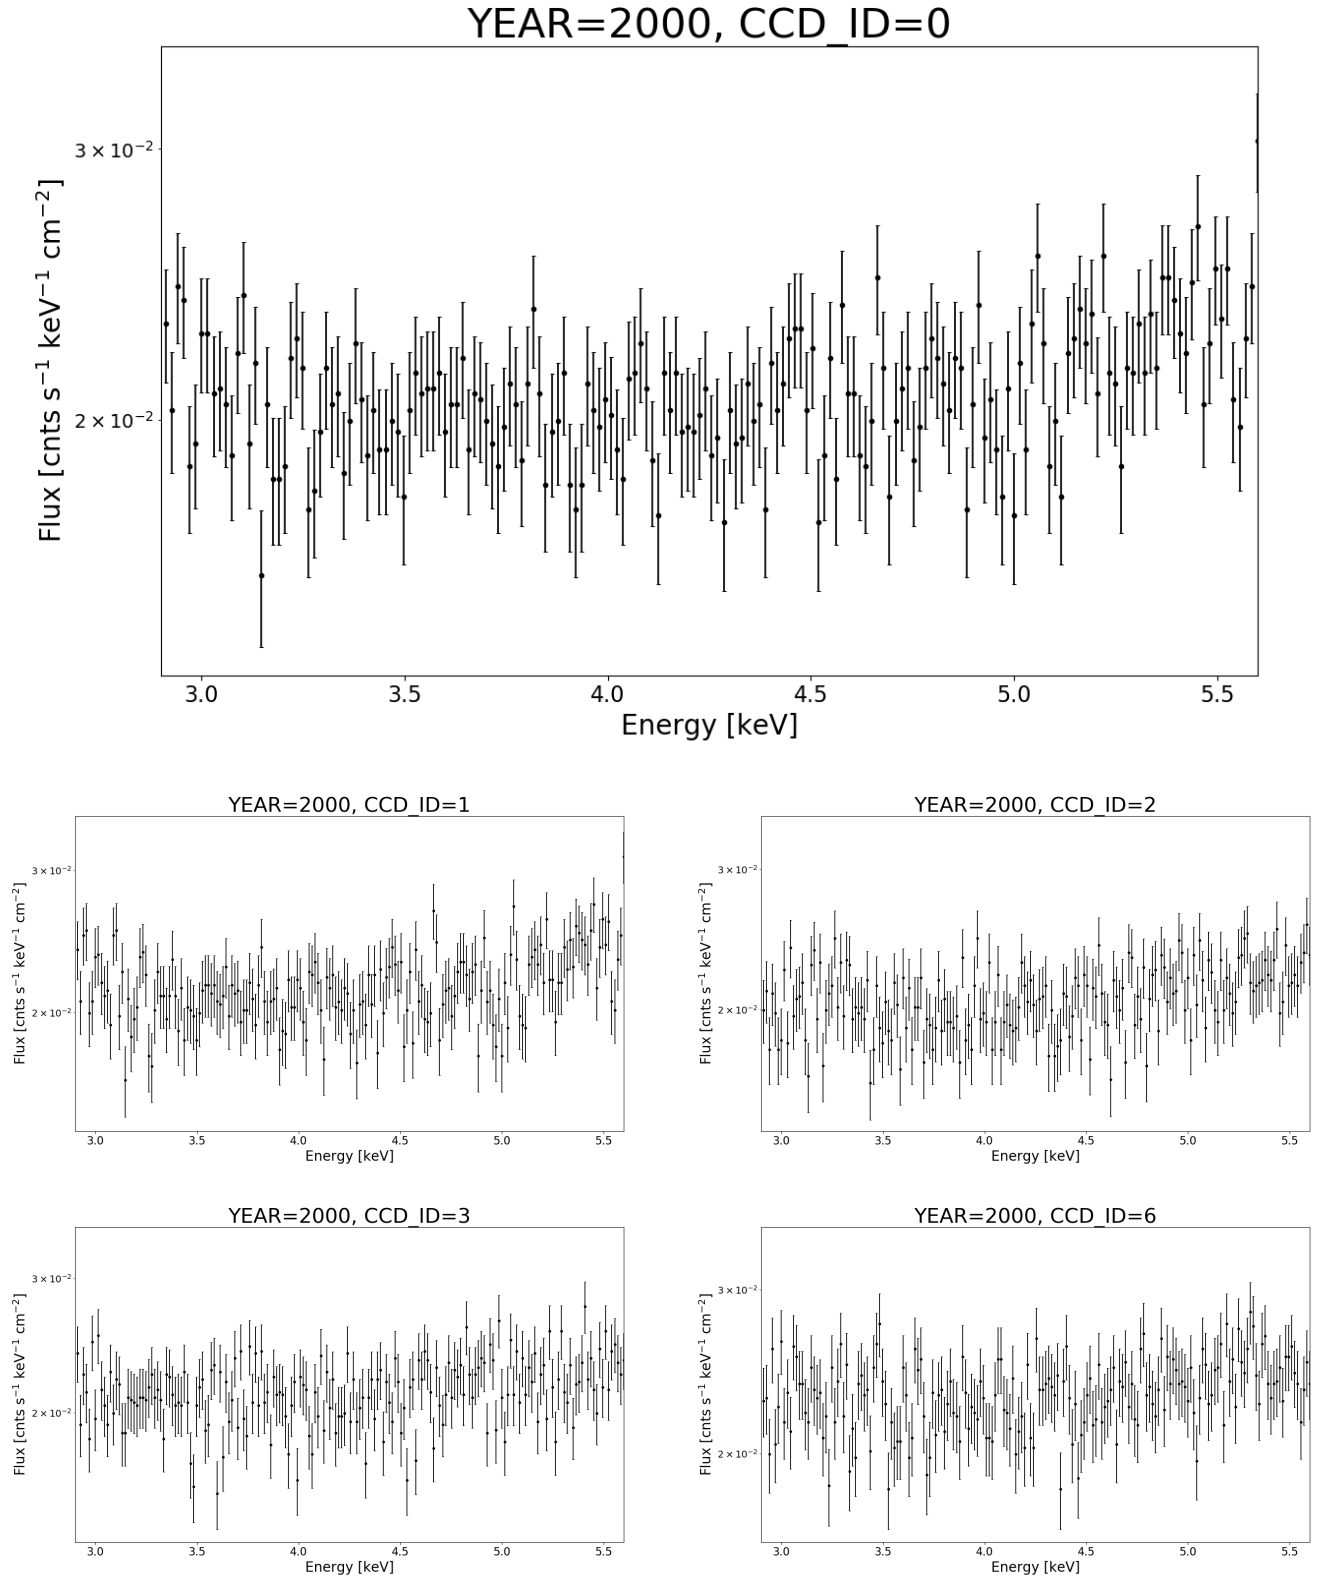 YEAR=2000, CCD_ID=0
3 × 10⁻²
2 × 10⁻²
Flux [cnts s⁻¹ keV⁻¹ cm⁻²]
3.0 3.5 4.0 4.5 5.0 5.5
Energy [keV]
YEAR=2000, CCD_ID=1
3 × 10⁻²
2 × 10⁻²
Flux [cnts s⁻¹ keV⁻¹ cm⁻²]
3.0 3.5 4.0 4.5 5.0 5.5
Energy [keV]
YEAR=2000, CCD_ID=2
3 × 10⁻²
2 × 10⁻²
Flux [cnts s⁻¹ keV⁻¹ cm⁻²]
3.0 3.5 4.0 4.5 5.0 5.5
Energy [keV]
YEAR=2000, CCD_ID=3
3 × 10⁻²
2 × 10⁻²
Flux [cnts s⁻¹ keV⁻¹ cm⁻²]
3.0 3.5 4.0 4.5 5.0 5.5
Energy [keV]
YEAR=2000, CCD_ID=6
3 × 10⁻²
2 × 10⁻²
Flux [cnts s⁻¹ keV⁻¹ cm⁻²]
3.0 3.5 4.0 4.5 5.0 5.5
Energy [keV]